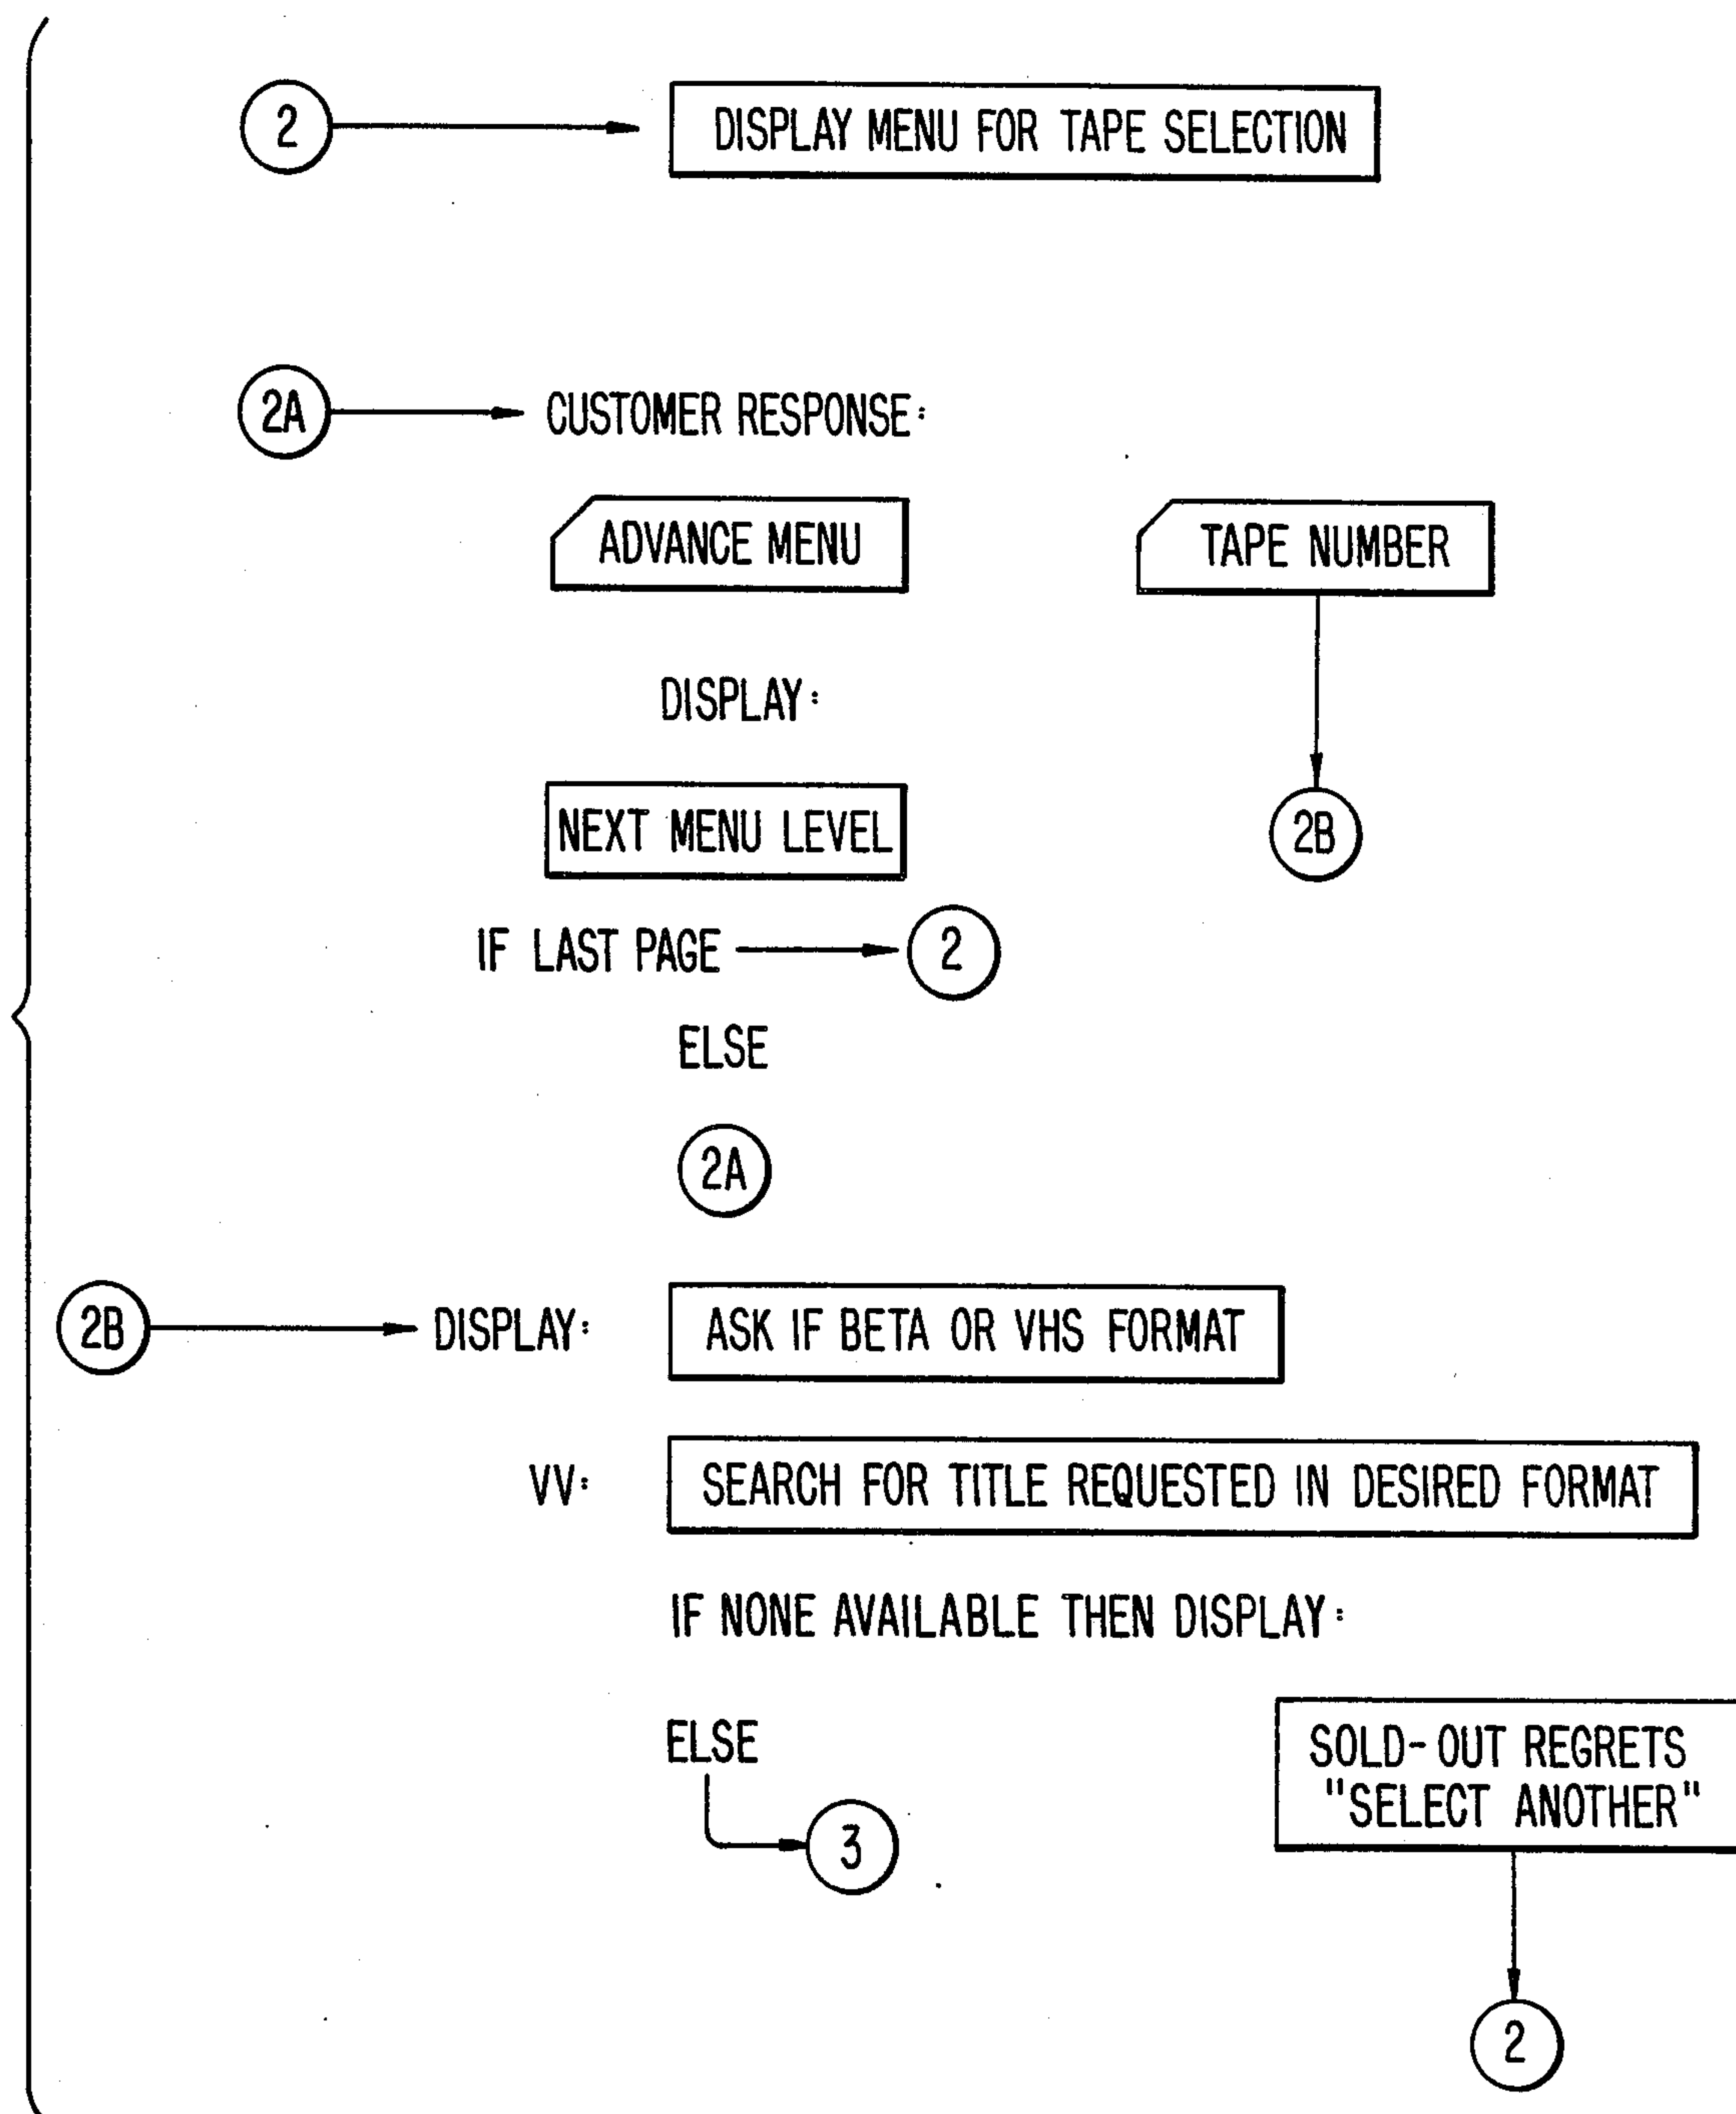 2
DISPLAY MENU FOR TAPE SELECTION
2A
CUSTOMER RESPONSE:
ADVANCE MENU
TAPE NUMBER
DISPLAY:
NEXT MENU LEVEL
2B
IF LAST PAGE
2
ELSE
2A
2B
DISPLAY:
ASK IF BETA OR VHS FORMAT
VV:
SEARCH FOR TITLE REQUESTED IN DESIRED FORMAT
IF NONE AVAILABLE THEN DISPLAY:
ELSE
SOLD-OUT REGRETS
"SELECT ANOTHER"
3
2